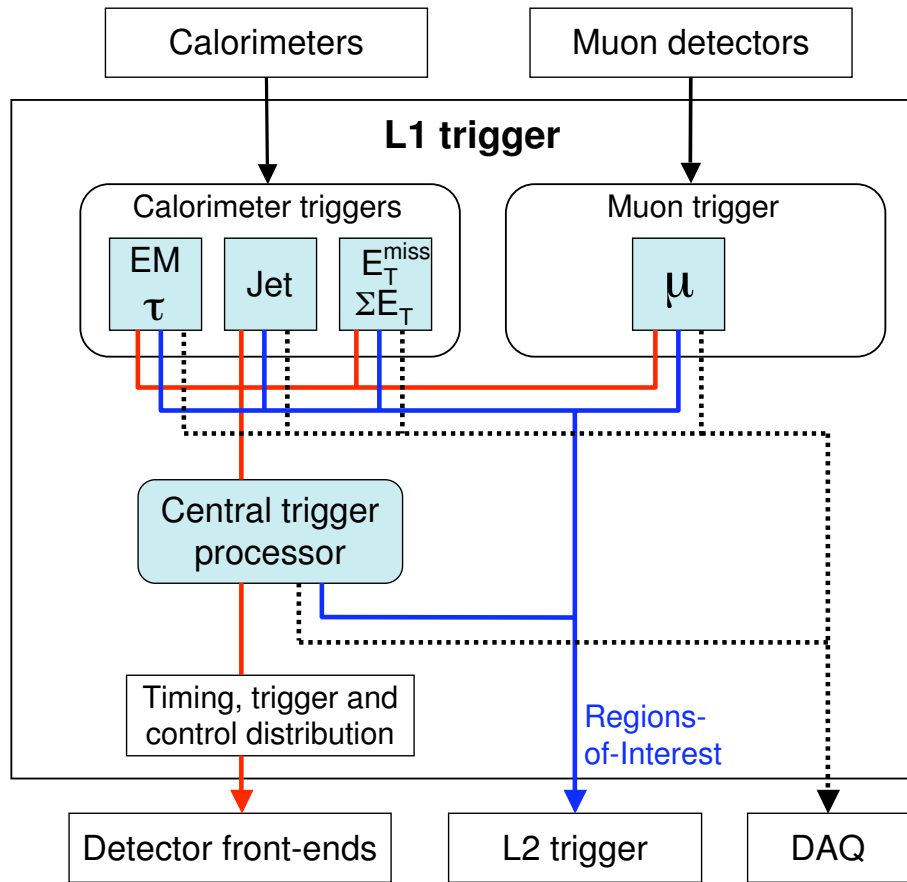 Calorimeters
Muon detectors
L1 trigger
Calorimeter triggers
Muon trigger
EM
τ
Jet
E_T^miss
ΣE_T
μ
Central trigger
processor
Timing, trigger and
control distribution
Regions-
of-Interest
Detector front-ends
L2 trigger
DAQ